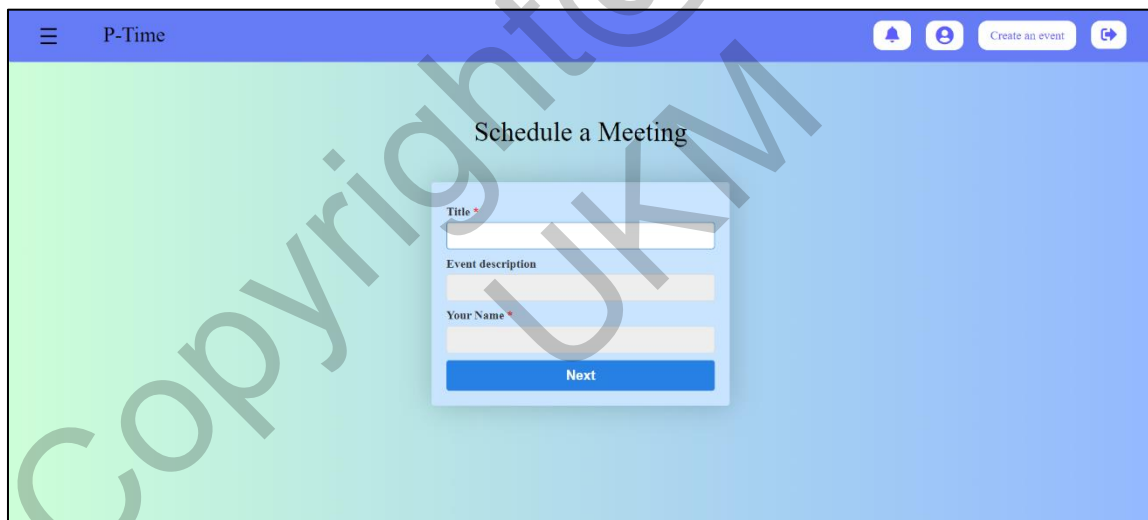 P-Time
Create an event
Schedule a Meeting
Title *
Event description
Your Name *
Next
Copyright@
UKM